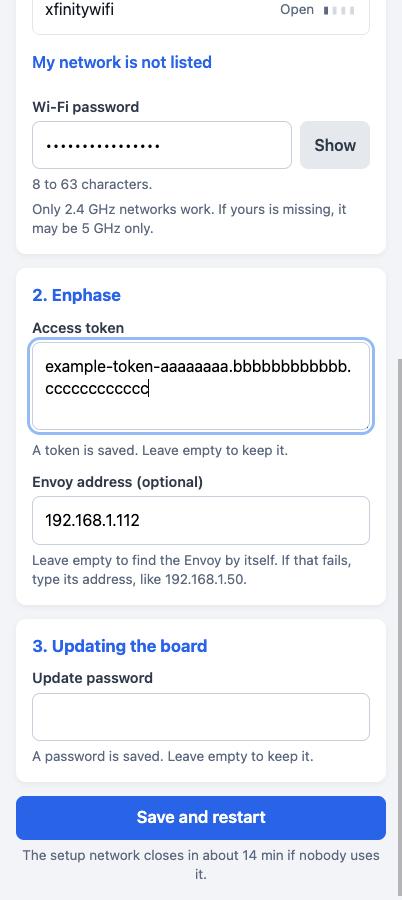 xfinitywifi Open
My network is not listed
Wi-Fi password
••••••••••••••••
Show
8 to 63 characters.
Only 2.4 GHz networks work. If yours is missing, it
may be 5 GHz only.
2. Enphase
Access token
example-token-aaaaaaaa.bbbbbbbbbbbb.
cccccccccccc
A token is saved. Leave empty to keep it.
Envoy address (optional)
192.168.1.112
Leave empty to find the Envoy by itself. If that fails,
type its address, like 192.168.1.50.
3. Updating the board
Update password
A password is saved. Leave empty to keep it.
Save and restart
The setup network closes in about 14 min if nobody uses
it.